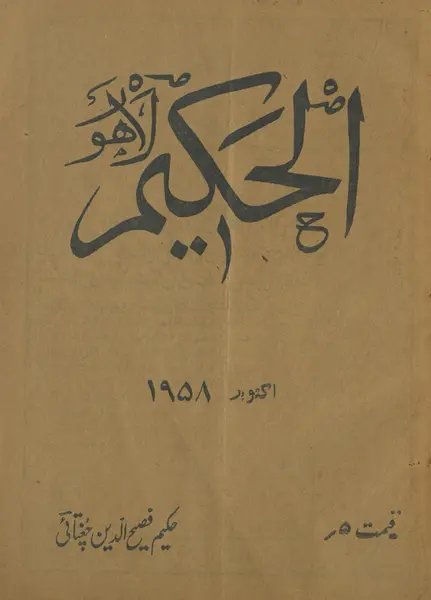 الحکیم
لاہور
اکتوبر ۱۹۵۸
قیمت ۵ر
حکیم فصیح الدین چغتائی